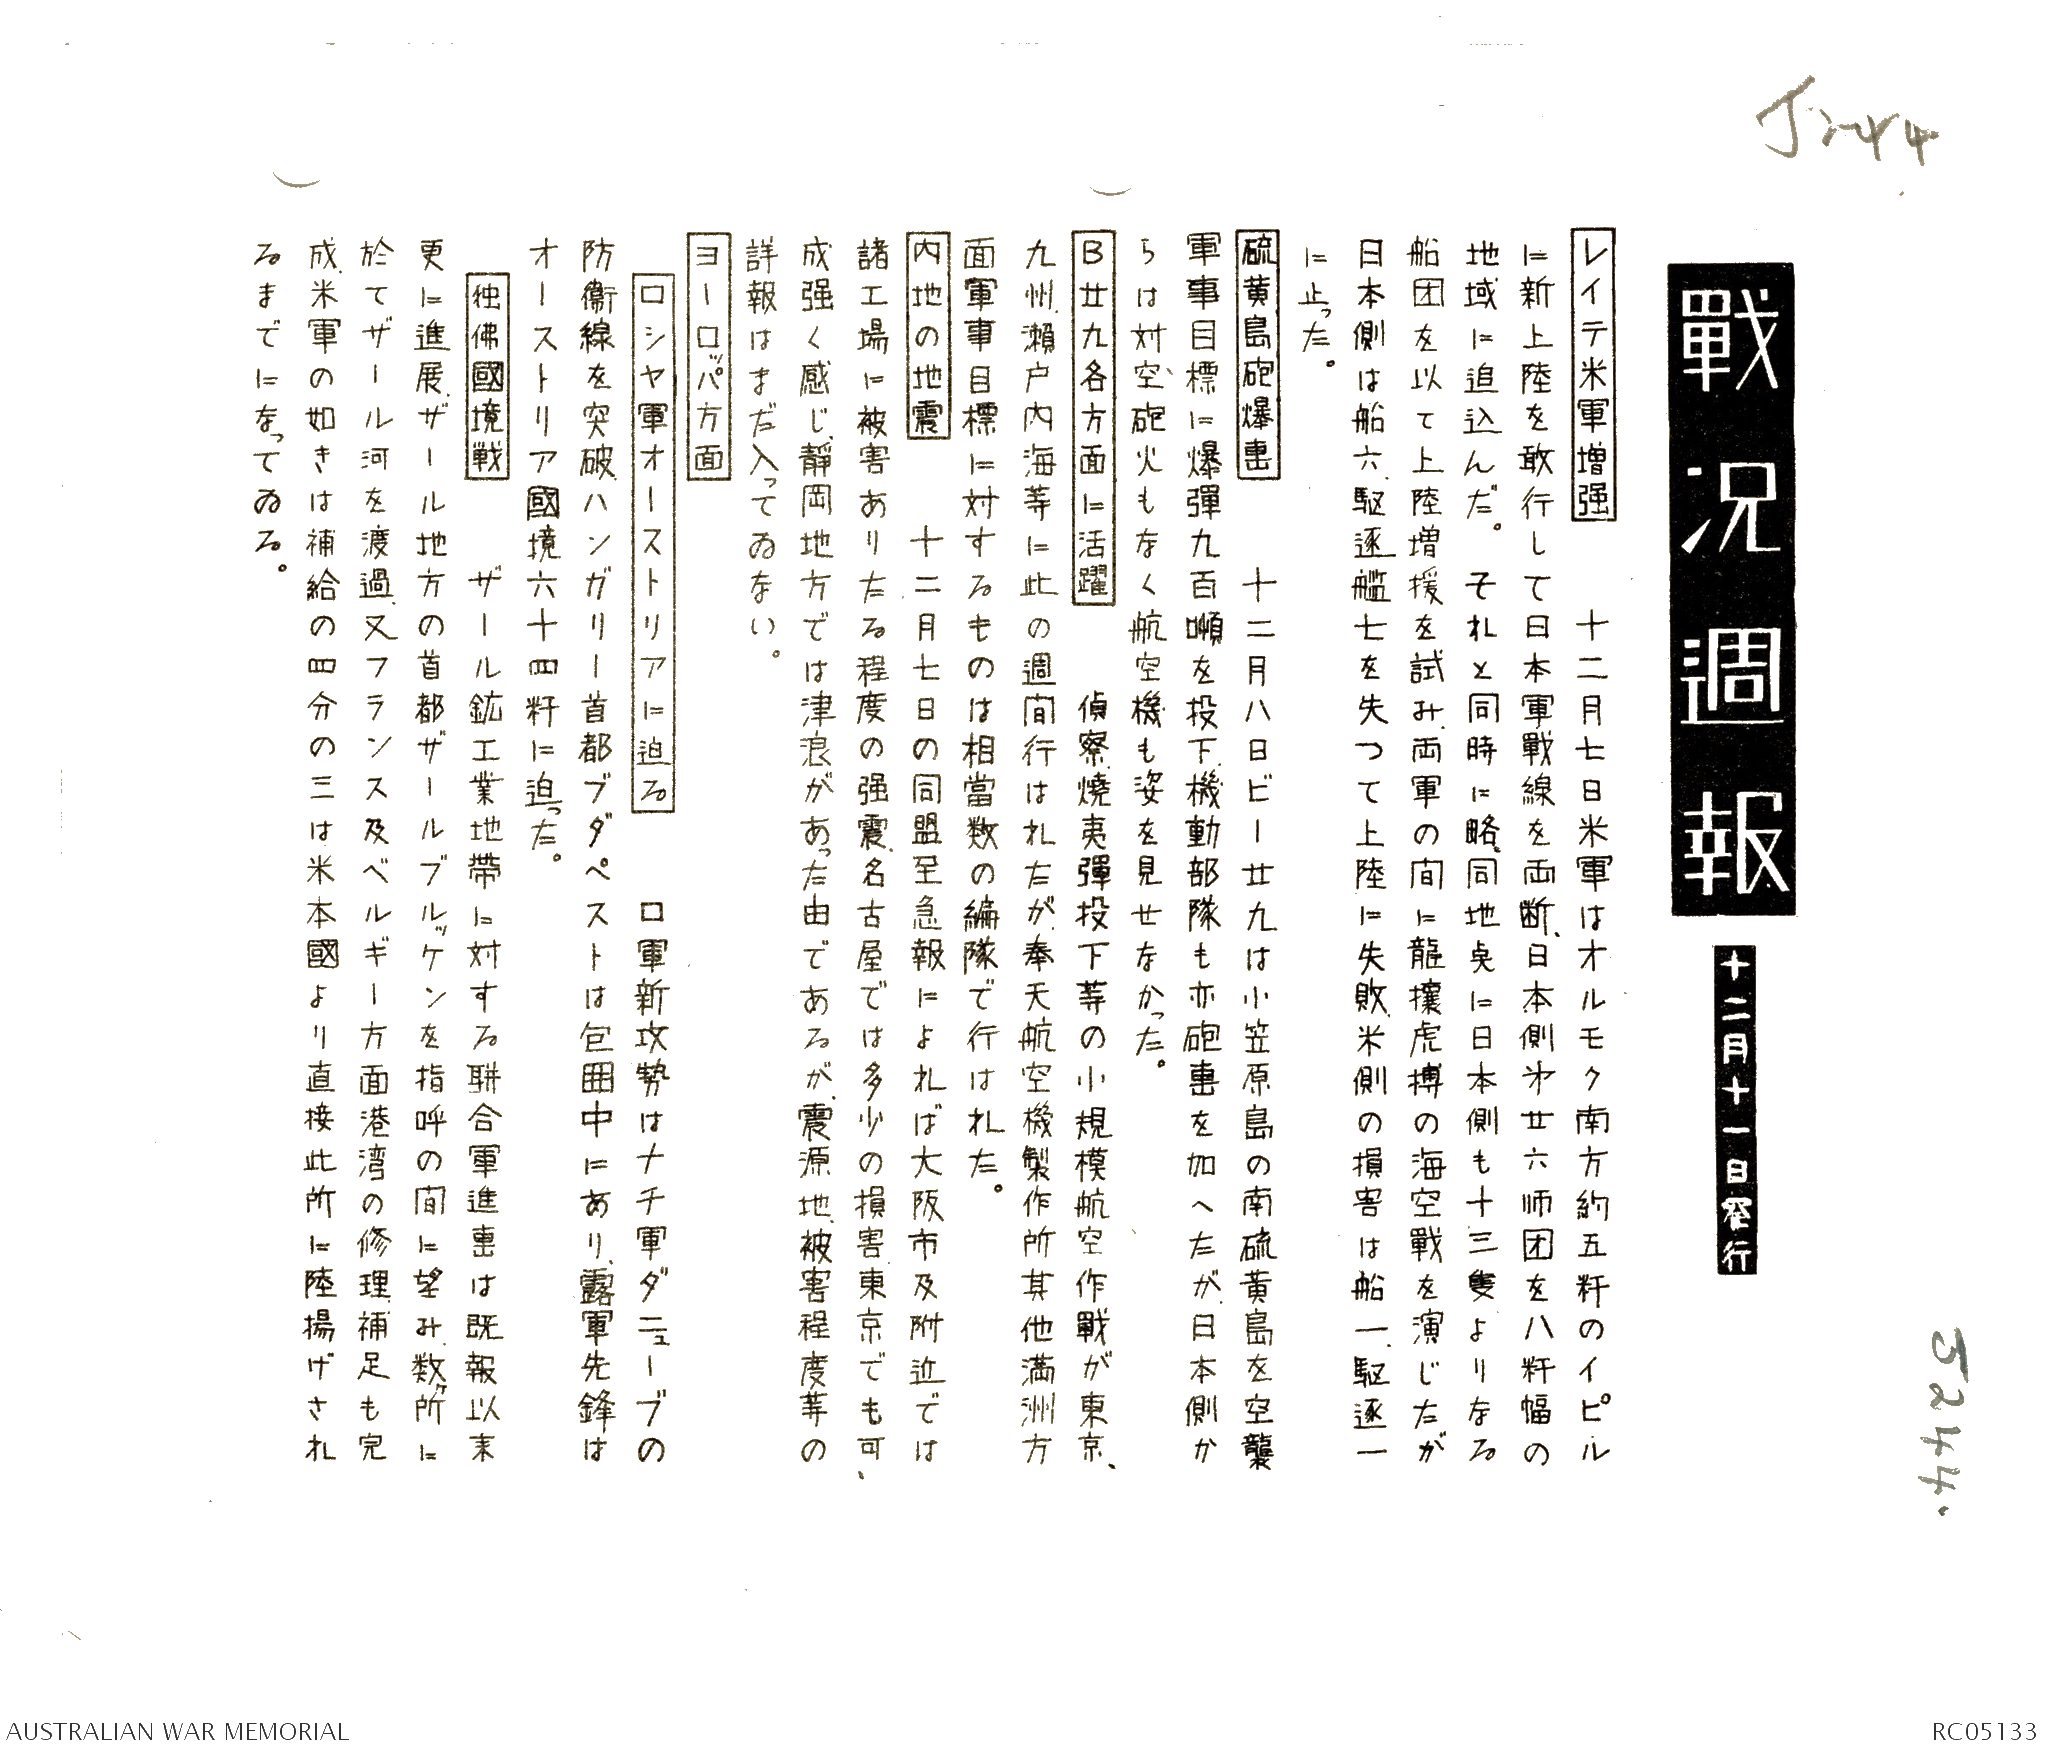 J244
戰況週報
十二月十一日発行
J244.
レイテ米軍増强　十二月七日米軍はオルモク南方約五粁のイピル
に新上陸を敢行して日本軍戰線を両断、日本側㐧廿六师団を八粁幅の
地域に追込んだ。それと同時に略、同地奌に日本側も十三隻よりなる
船団を以て上陸増援を試み、両軍の间に龍攘虎搏の海空戰を演じたが
日本側は船六、駆逐艦七を失つて上陸に失敗、米側の損害は船一、駆逐一
に止った。
硫黄島砲爆撃　十二月八日ビー廿九は小笠原島の南硫黄島を空襲
軍事目標に爆彈九百噸を投下、機動部隊も亦砲撃を加へたが、日本側か
らは対空砲火もなく航空機も姿を見せなかった。
B廿九各方面に活躍　偵察、燒夷彈投下等の小規模航空作戰が東京、
九州、瀬户内海等に此の週间行はれたが、奉天航空機製作所其他満洲方
面軍事目標に対するものは相當数の編隊で行はれた。
内地の地震　十二月七日の同盟至急報によれば大阪市及附近では
諸工場に被害ありたる程度の强震、名古屋では多少の損害、東京でも可、
成强く感じ、靜岡地方では津浪があった由であるが、震源地、被害程度等の
詳報はまだ入ってゐない。
ヨーロッパ方面
ロシヤ軍オーストリアに迫る　ロ軍新攻勢はナチ軍ダニューブの
防衞線を突破、ハンガリー首都ブダペストは包囲中にあり、露軍先鋒は
オーストリア國境六十四粁に迫った。
独佛國境戦　ザール鉱工業地帶に対する聨合軍進撃は既報以来
更に進展、ザール地方の首都ザールブルッケンを指呼の间に望み、数ヶ所に
於てザール河を渡過、又フランス及ベルギー方面港湾の修理、補足も完
成、米軍の如きは補給の四分の三は米本國より直接此所に陸揚げされ
るまでになってゐる。
AUSTRALIAN WAR MEMORIAL
RC05133